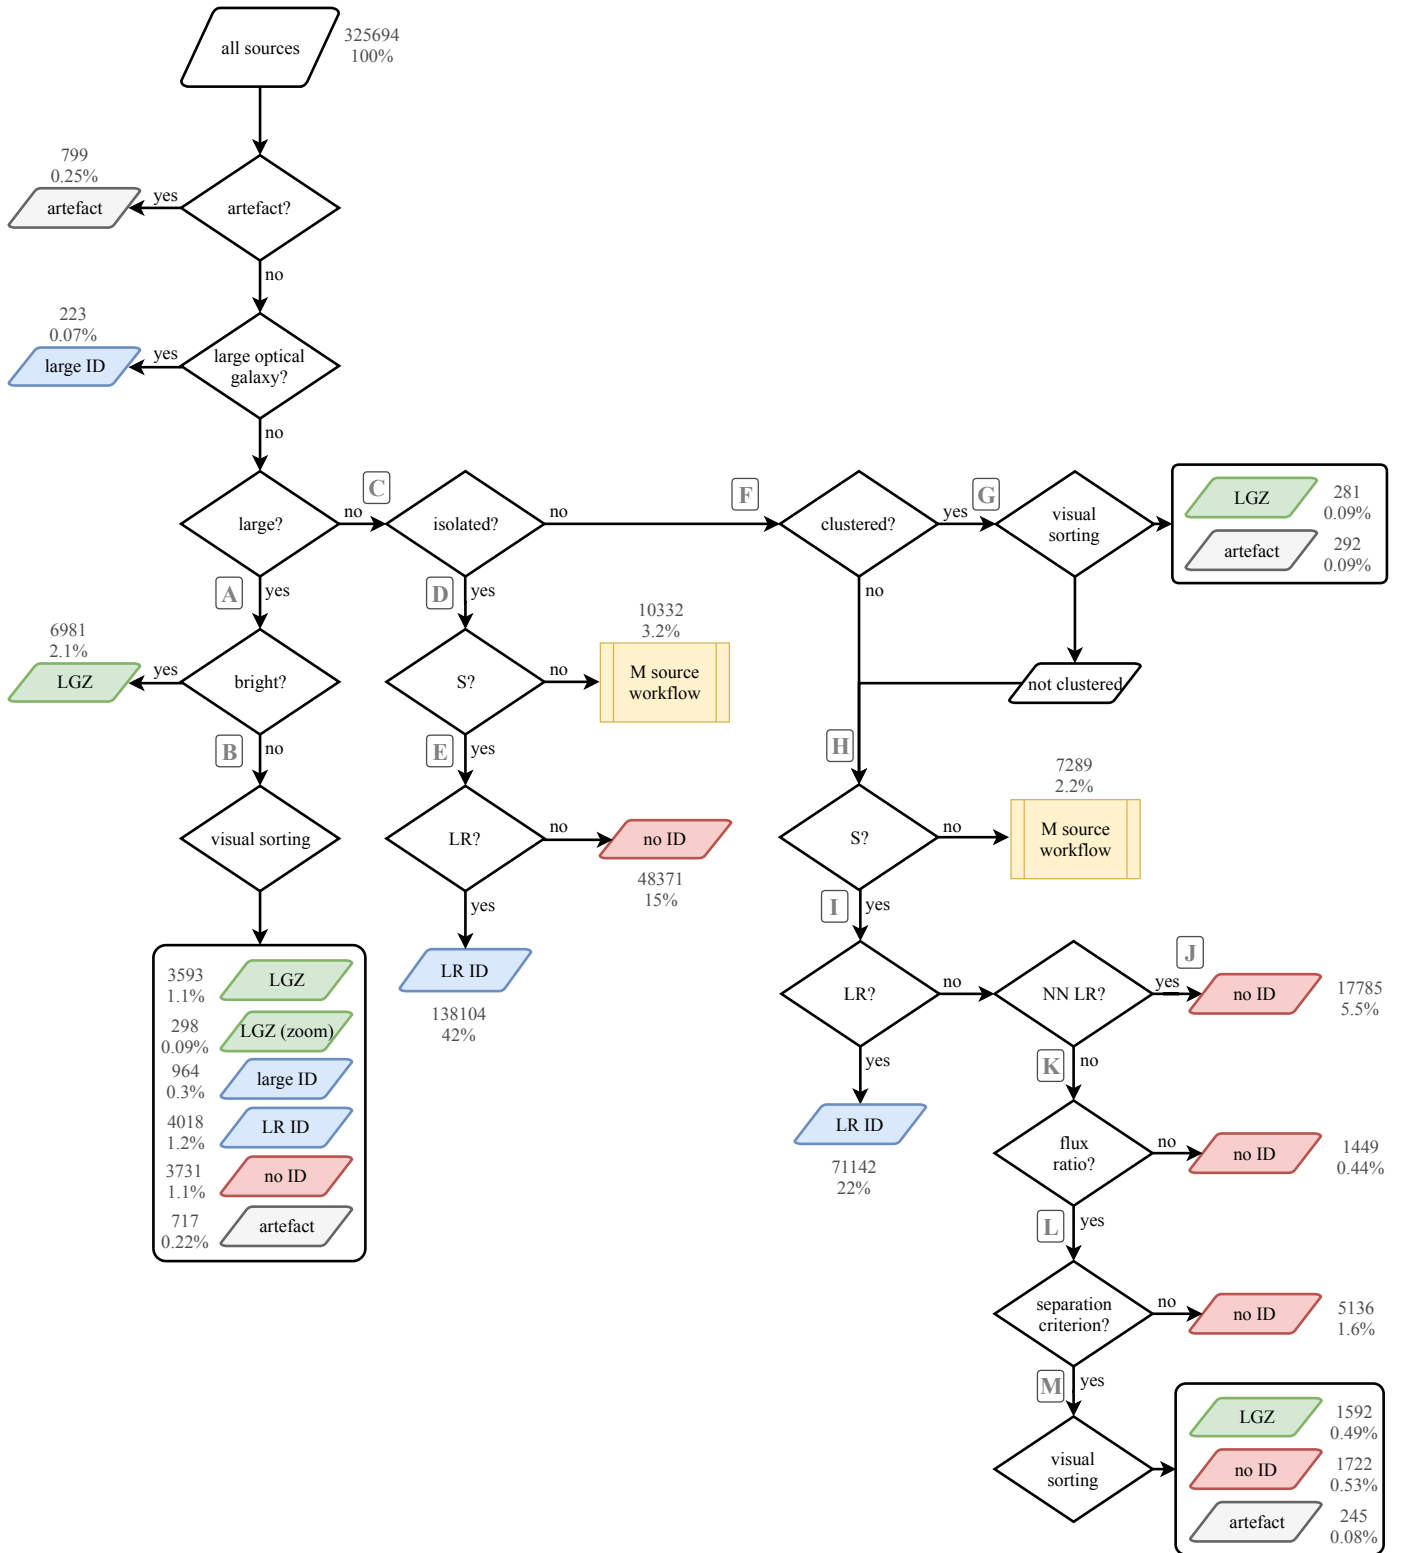 all sources
325694
100%
799
0.25%
artefact
yes
artefact?
no
223
0.07%
large ID
yes
large optical
galaxy?
no
large?
no
C
isolated?
no
F
clustered?
yes
G
visual
sorting
LGZ
281
0.09%
artefact
292
0.09%
A
yes
D
yes
no
6981
2.1%
LGZ
yes
bright?
S?
no
10332
3.2%
M source
workflow
not clustered
B
no
E
yes
H
visual sorting
LR?
no
no ID
48371
15%
S?
no
7289
2.2%
M source
workflow
yes
I
yes
LR ID
138104
42%
3593
1.1%
LGZ
298
0.09%
LGZ (zoom)
964
0.3%
large ID
4018
1.2%
LR ID
3731
1.1%
no ID
717
0.22%
artefact
LR?
no
NN LR?
yes
J
no ID
17785
5.5%
yes
K
no
LR ID
71142
22%
flux
ratio?
no
no ID
1449
0.44%
L
yes
separation
criterion?
no
no ID
5136
1.6%
M
yes
visual
sorting
LGZ
1592
0.49%
no ID
1722
0.53%
artefact
245
0.08%